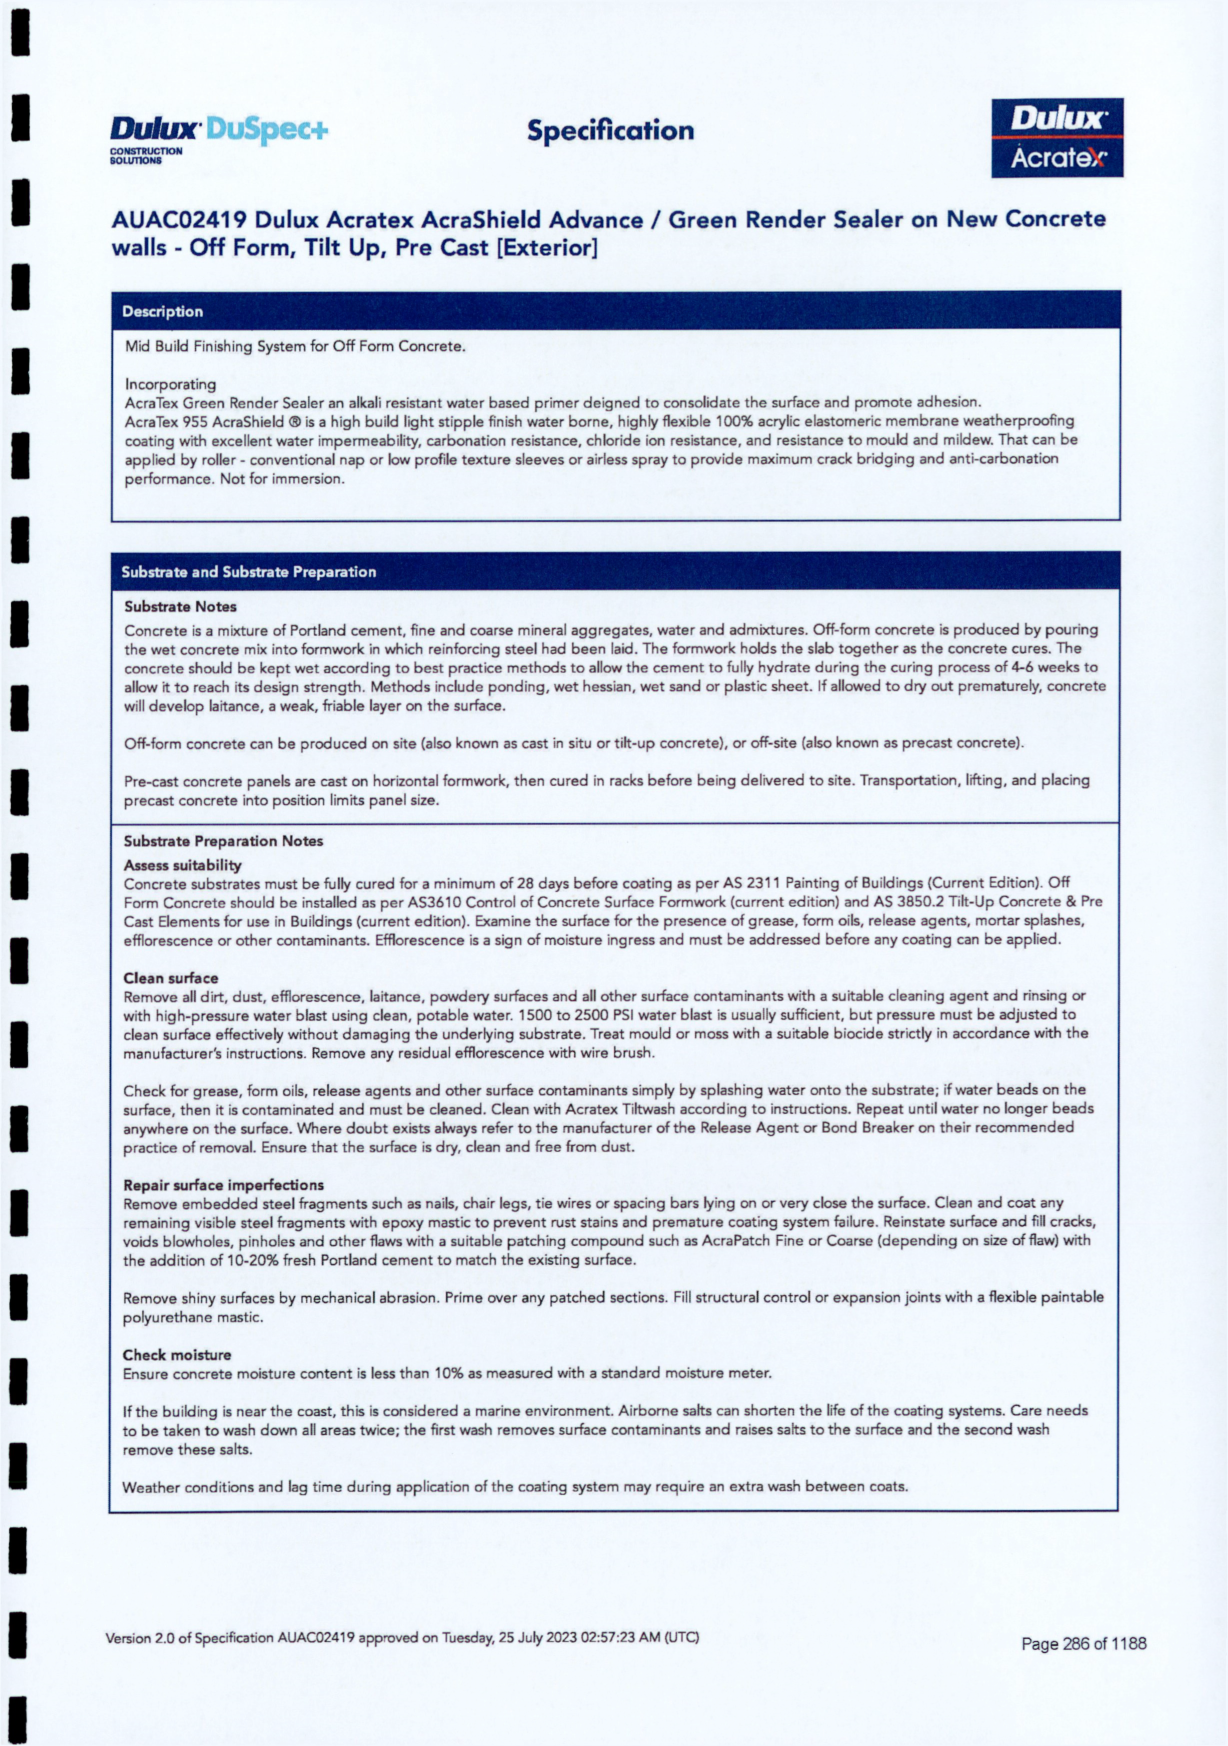 Dulux DuSpec+
CONSTRUCTION
SOLUTIONS
Specification
Dulux
AcrateX
AUAC02419 Dulux Acratex AcraShield Advance / Green Render Sealer on New Concrete
walls - Off Form, Tilt Up, Pre Cast [Exterior]
Description
Mid Build Finishing System for Off Form Concrete.
Incorporating
AcraTex Green Render Sealer an alkali resistant water based primer deigned to consolidate the surface and promote adhesion.
AcraTex 955 AcraShield ® is a high build light stipple finish water borne, highly flexible 100% acrylic elastomeric membrane weatherproofing
coating with excellent water impermeability, carbonation resistance, chloride ion resistance, and resistance to mould and mildew. That can be
applied by roller - conventional nap or low profile texture sleeves or airless spray to provide maximum crack bridging and anti-carbonation
performance. Not for immersion.
Substrate and Substrate Preparation
Substrate Notes
Concrete is a mixture of Portland cement, fine and coarse mineral aggregates, water and admixtures. Off-form concrete is produced by pouring
the wet concrete mix into formwork in which reinforcing steel had been laid. The formwork holds the slab together as the concrete cures. The
concrete should be kept wet according to best practice methods to allow the cement to fully hydrate during the curing process of 4-6 weeks to
allow it to reach its design strength. Methods include ponding, wet hessian, wet sand or plastic sheet. If allowed to dry out prematurely, concrete
will develop laitance, a weak, friable layer on the surface.
Off-form concrete can be produced on site (also known as cast in situ or tilt-up concrete), or off-site (also known as precast concrete).
Pre-cast concrete panels are cast on horizontal formwork, then cured in racks before being delivered to site. Transportation, lifting, and placing
precast concrete into position limits panel size.
Substrate Preparation Notes
Assess suitability
Concrete substrates must be fully cured for a minimum of 28 days before coating as per AS 2311 Painting of Buildings (Current Edition). Off
Form Concrete should be installed as per AS3610 Control of Concrete Surface Formwork (current edition) and AS 3850.2 Tilt-Up Concrete & Pre
Cast Elements for use in Buildings (current edition). Examine the surface for the presence of grease, form oils, release agents, mortar splashes,
efflorescence or other contaminants. Efflorescence is a sign of moisture ingress and must be addressed before any coating can be applied.
Clean surface
Remove all dirt, dust, efflorescence, laitance, powdery surfaces and all other surface contaminants with a suitable cleaning agent and rinsing or
with high-pressure water blast using clean, potable water. 1500 to 2500 PSI water blast is usually sufficient, but pressure must be adjusted to
clean surface effectively without damaging the underlying substrate. Treat mould or moss with a suitable biocide strictly in accordance with the
manufacturer's instructions. Remove any residual efflorescence with wire brush.
Check for grease, form oils, release agents and other surface contaminants simply by splashing water onto the substrate; if water beads on the
surface, then it is contaminated and must be cleaned. Clean with Acratex Tiltwash according to instructions. Repeat until water no longer beads
anywhere on the surface. Where doubt exists always refer to the manufacturer of the Release Agent or Bond Breaker on their recommended
practice of removal. Ensure that the surface is dry, clean and free from dust.
Repair surface imperfections
Remove embedded steel fragments such as nails, chair legs, tie wires or spacing bars lying on or very close the surface. Clean and coat any
remaining visible steel fragments with epoxy mastic to prevent rust stains and premature coating system failure. Reinstate surface and fill cracks,
voids blowholes, pinholes and other flaws with a suitable patching compound such as AcraPatch Fine or Coarse (depending on size of flaw) with
the addition of 10-20% fresh Portland cement to match the existing surface.
Remove shiny surfaces by mechanical abrasion. Prime over any patched sections. Fill structural control or expansion joints with a flexible paintable
polyurethane mastic.
Check moisture
Ensure concrete moisture content is less than 10% as measured with a standard moisture meter.
If the building is near the coast, this is considered a marine environment. Airborne salts can shorten the life of the coating systems. Care needs
to be taken to wash down all areas twice; the first wash removes surface contaminants and raises salts to the surface and the second wash
remove these salts.
Weather conditions and lag time during application of the coating system may require an extra wash between coats.
Version 2.0 of Specification AUAC02419 approved on Tuesday, 25 July 2023 02:57:23 AM (UTC)
Page 286 of 1188